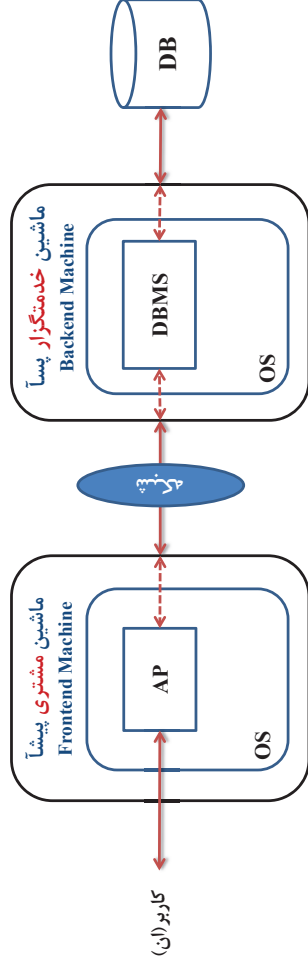 کاربر(ان)
ماشین مشتری پیشآ
Frontend Machine
AP
OS
شبکه
ماشین خدمتگزار پسآ
Backend Machine
DBMS
OS
DB